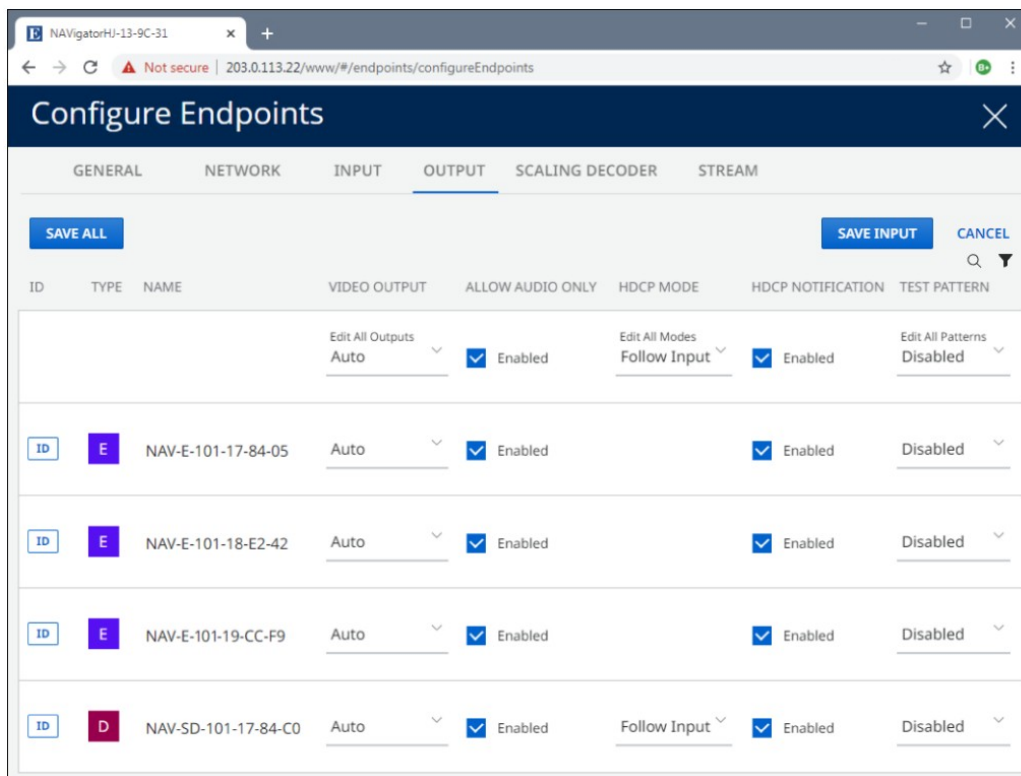 E NAVigatorHJ-13-9C-31
Not secure | 203.0.113.22/www/#/endpoints/configureEndpoints B+
Configure Endpoints
GENERAL NETWORK INPUT OUTPUT SCALING DECODER STREAM
SAVE ALL SAVE INPUT CANCEL
ID TYPE NAME VIDEO OUTPUT ALLOW AUDIO ONLY HDCP MODE HDCP NOTIFICATION TEST PATTERN
Edit All Outputs Edit All Modes Edit All Patterns
Auto Enabled Follow Input Enabled Disabled
ID E NAV-E-101-17-84-05 Auto Enabled Enabled Disabled
ID E NAV-E-101-18-E2-42 Auto Enabled Enabled Disabled
ID E NAV-E-101-19-CC-F9 Auto Enabled Enabled Disabled
ID D NAV-SD-101-17-84-C0 Auto Enabled Follow Input Enabled Disabled